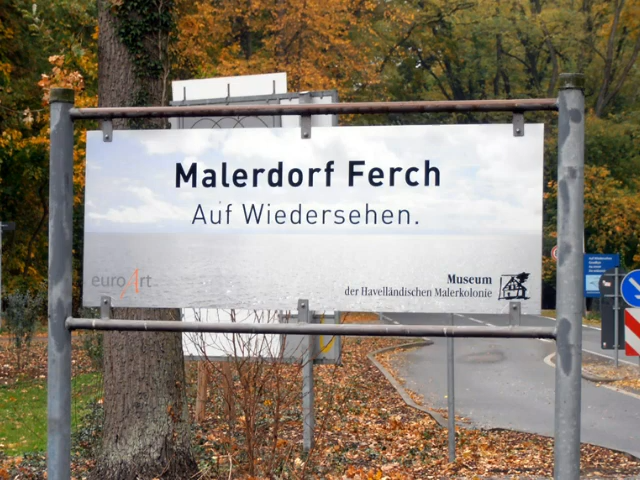 Malerdorf Ferch
Auf Wiedersehen.
euroArt
Museum
der Havelländischen Malerkolonie